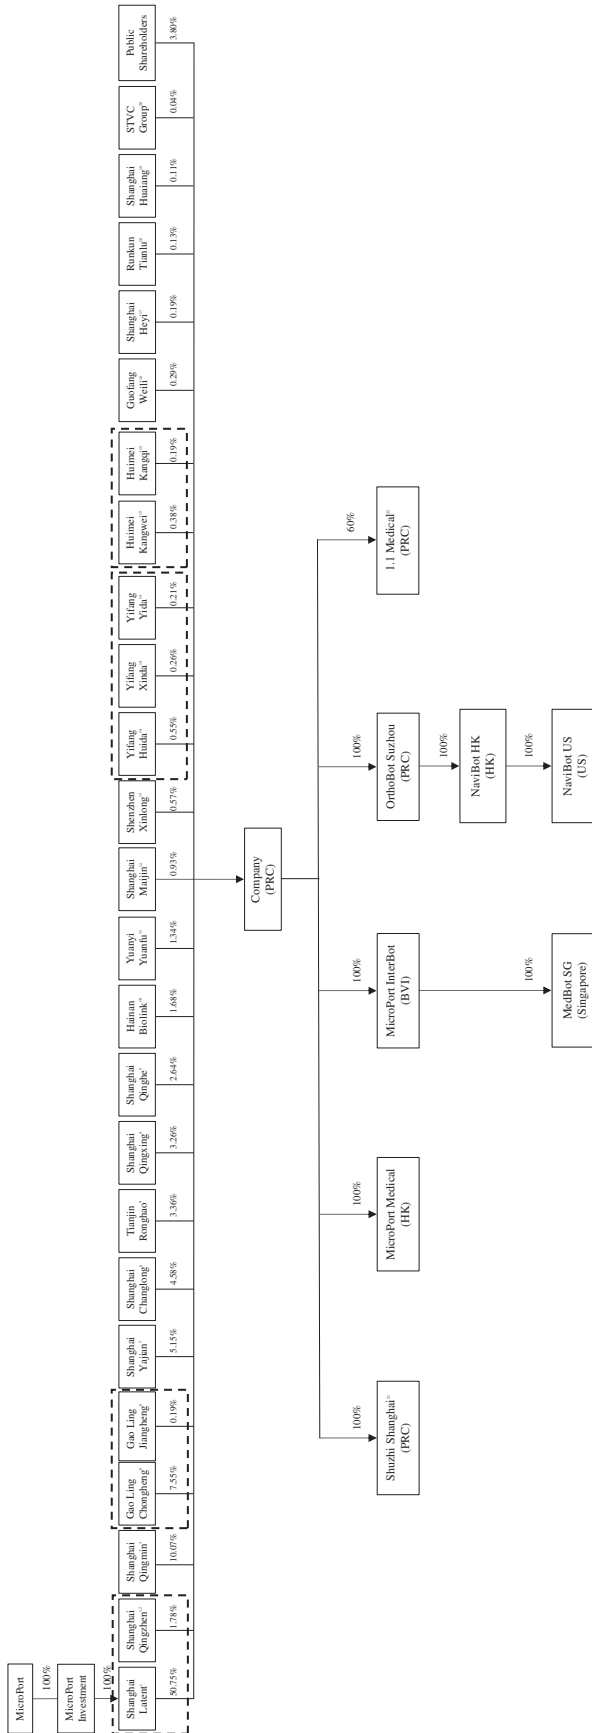 MicroPort
100%
MicroPort
Investment
100%
Shanghai
Latent
50.75%
Shanghai
Qingzhen
1.78%
Shanghai
Qingmin
10.07%
Gao Ling
Chongheng
7.55%
Gao Ling
Jiangheng
0.19%
Shanghai
Yajian
5.15%
Shanghai
Changlong
4.58%
Tianjin
Ronghao
3.36%
Shanghai
Qingxing
3.26%
Shanghai
Qinghe
2.64%
Hainan
Biolink
1.68%
Yuanyi
Yuanfu
1.34%
Shanghai
Maijin
0.93%
Shenzhen
Xinlong
0.57%
Yifang
Huida
0.55%
Yifang
Xinda
0.26%
Yifang
Yida
0.21%
Huimei
Kangwei
0.38%
Huimei
Kangqi
0.19%
Guofang
Weili
0.29%
Shanghai
Heyi
0.19%
Runkun
Tianlu
0.13%
Shanghai
Huaiang
0.11%
STVC
Group
0.04%
Public
Shareholders
3.80%
Company
(PRC)
100%
Shuzhi Shanghai
(PRC)
100%
MicroPort Medical
(HK)
100%
MicroPort InterBot
(BVI)
100%
MedBot SG
(Singapore)
100%
OrthoBot Suzhou
(PRC)
100%
NaviBot HK
(HK)
100%
NaviBot US
(US)
60%
1.1 Medical
(PRC)